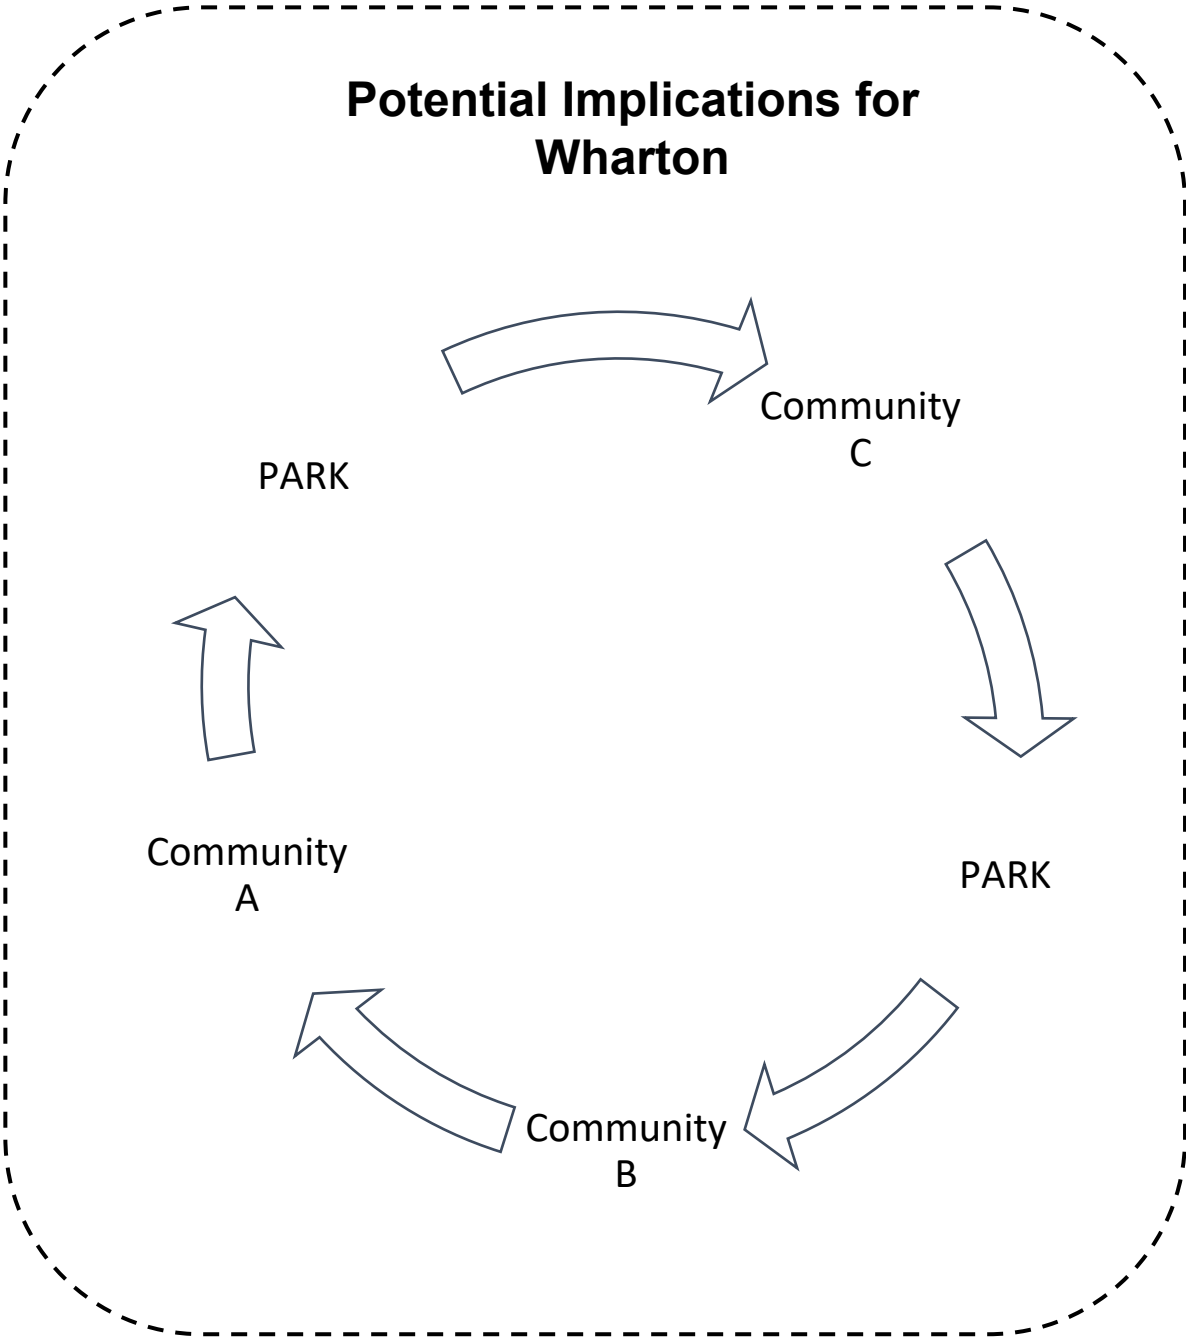 Potential Implications for
Wharton
Community
C
PARK
Community
A
PARK
Community
B